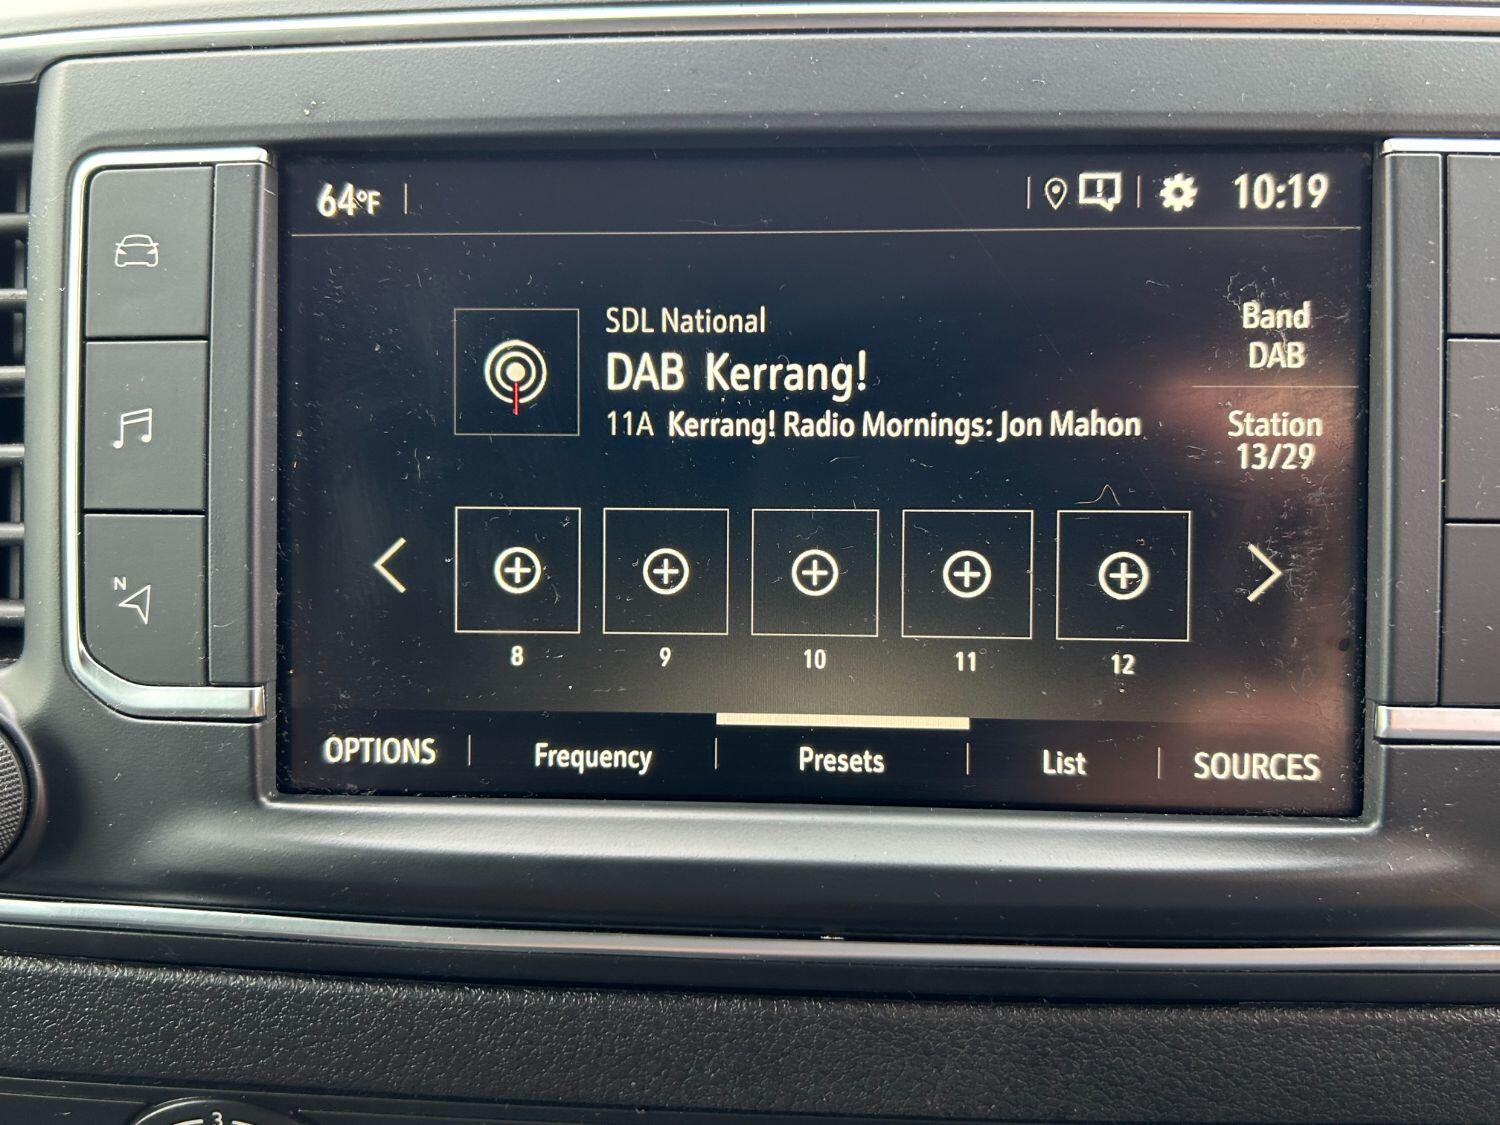 64°F
10:19
SDL National
DAB Kerrang!
11A Kerrang! Radio Mornings: Jon Mahon
Band
DAB
Station
13/29
N
8 9 10 11 12
OPTIONS Frequency Presets List SOURCES
3